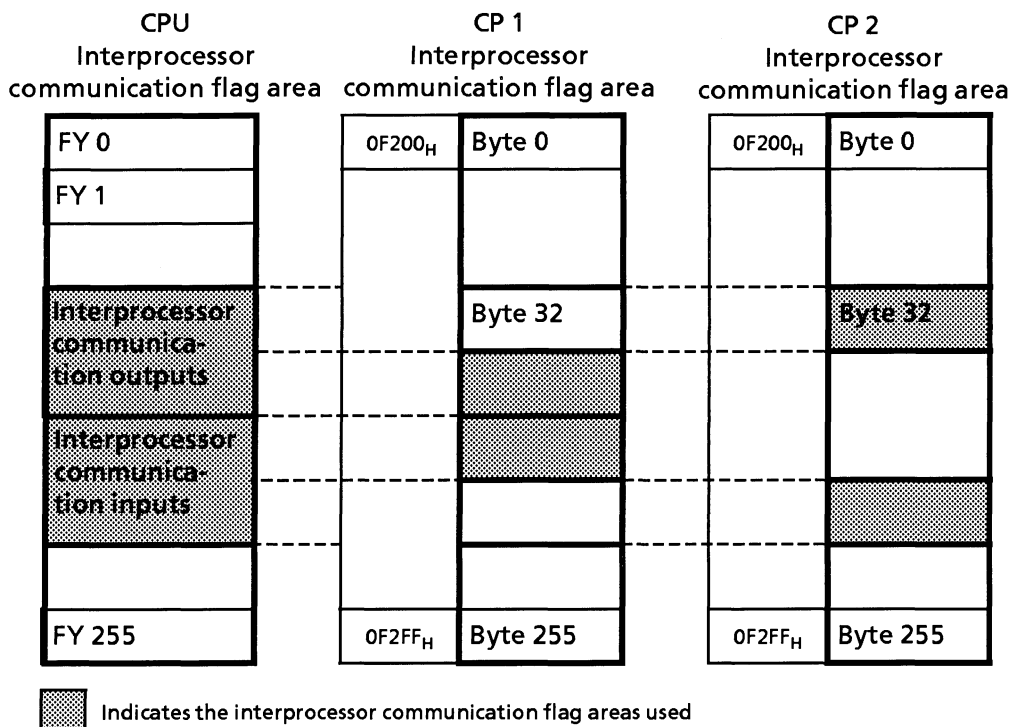 CPU
Interprocessor
communication flag area
FY 0
FY 1
Interprocessor
communica-
tion outputs
Interprocessor
communica-
tion inputs
FY 255
CP 1
Interprocessor
communication flag area
0F200H
Byte 0
Byte 32
0F2FFH
Byte 255
CP 2
Interprocessor
communication flag area
0F200H
Byte 0
Byte 32
0F2FFH
Byte 255
Indicates the interprocessor communication flag areas used